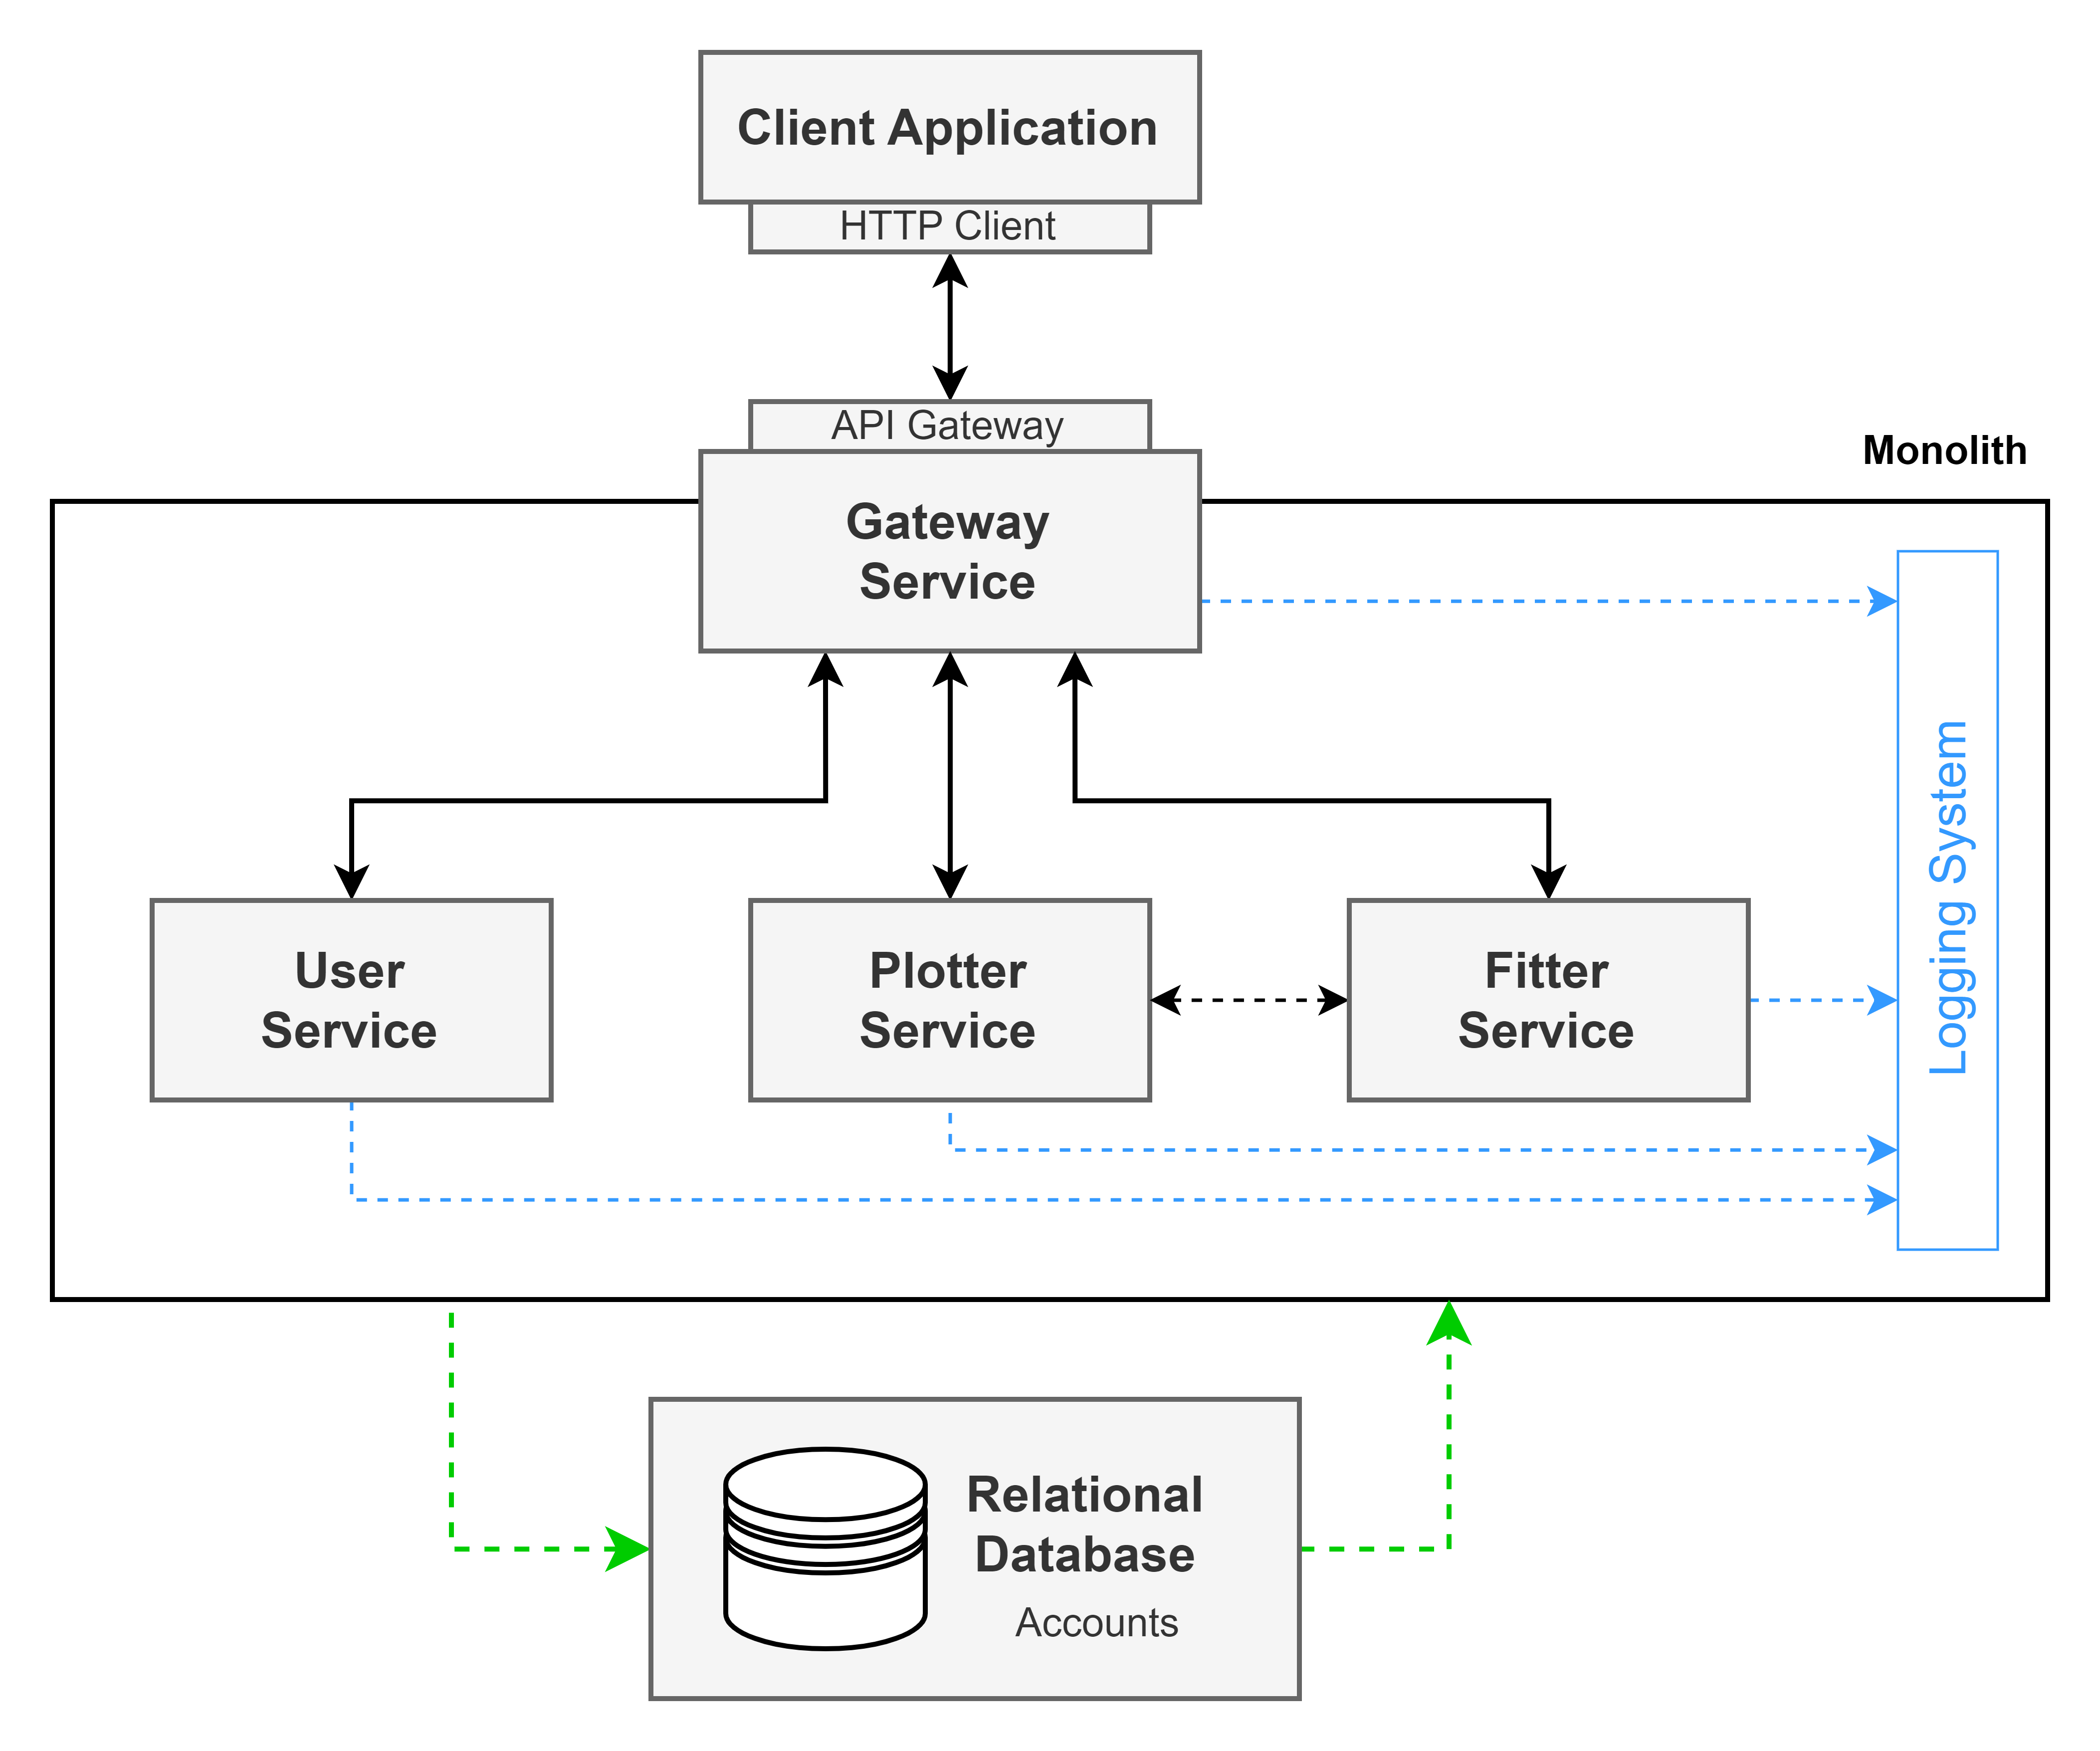 Client Application
HTTP Client
API Gateway
Monolith
Gateway
Service
Logging System
User
Service
Plotter
Service
Fitter
Service
Relational
Database
Accounts